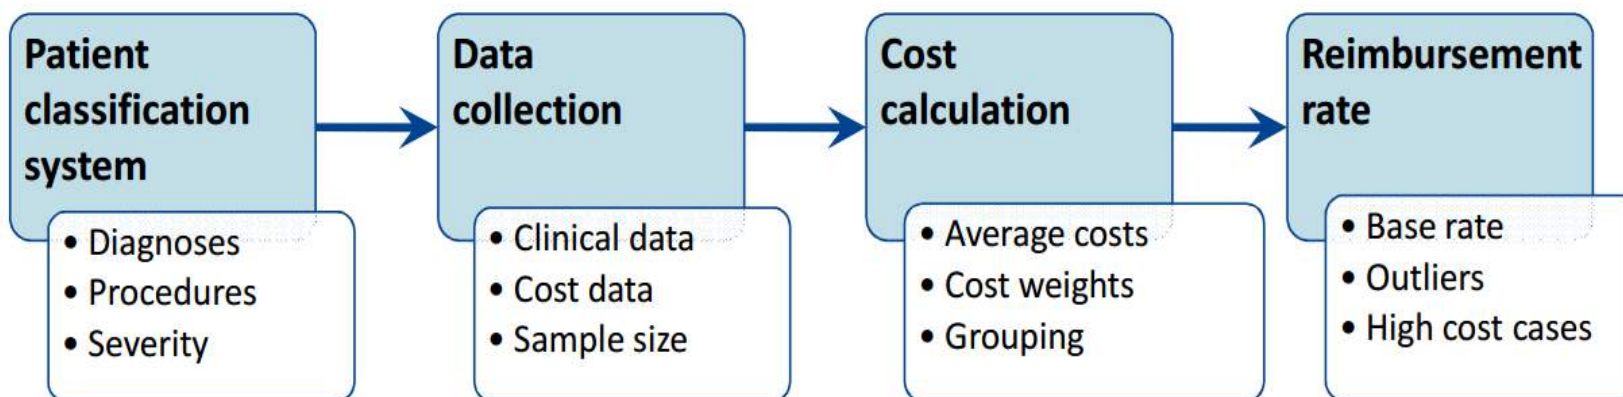 Patient
classification
system
• Diagnoses
• Procedures
• Severity
Data
collection
• Clinical data
• Cost data
• Sample size
Cost
calculation
• Average costs
• Cost weights
• Grouping
Reimbursement
rate
• Base rate
• Outliers
• High cost cases